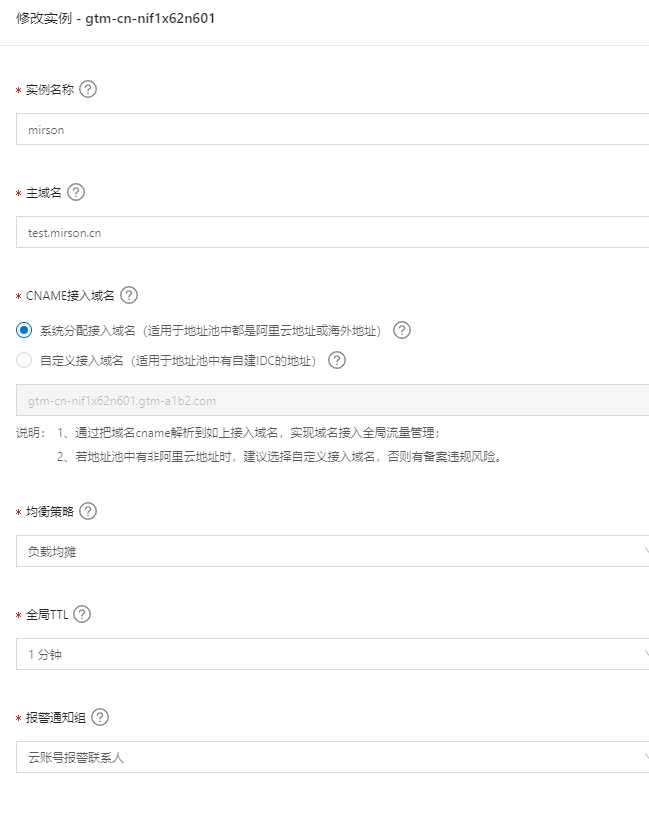 修改实例 - gtm-cn-nif1x62n601
* 实例名称 ?
mirson
* 主域名 ?
test.mirson.cn
* CNAME接入域名 ?
系统分配接入域名（适用于地址池中都是阿里云地址或海外地址） ?
自定义接入域名（适用于地址池中有自建IDC的地址） ?
gtm-cn-nif1x62n601.gtm-a1b2.com
说明： 1、通过把域名cname解析到如上接入域名，实现域名接入全局流量管理；
2、若地址池中有非阿里云地址时，建议选择自定义接入域名，否则有备案违规风险。
* 均衡策略 ?
负载均摊
* 全局TTL ?
1 分钟
* 报警通知组 ?
云账号报警联系人